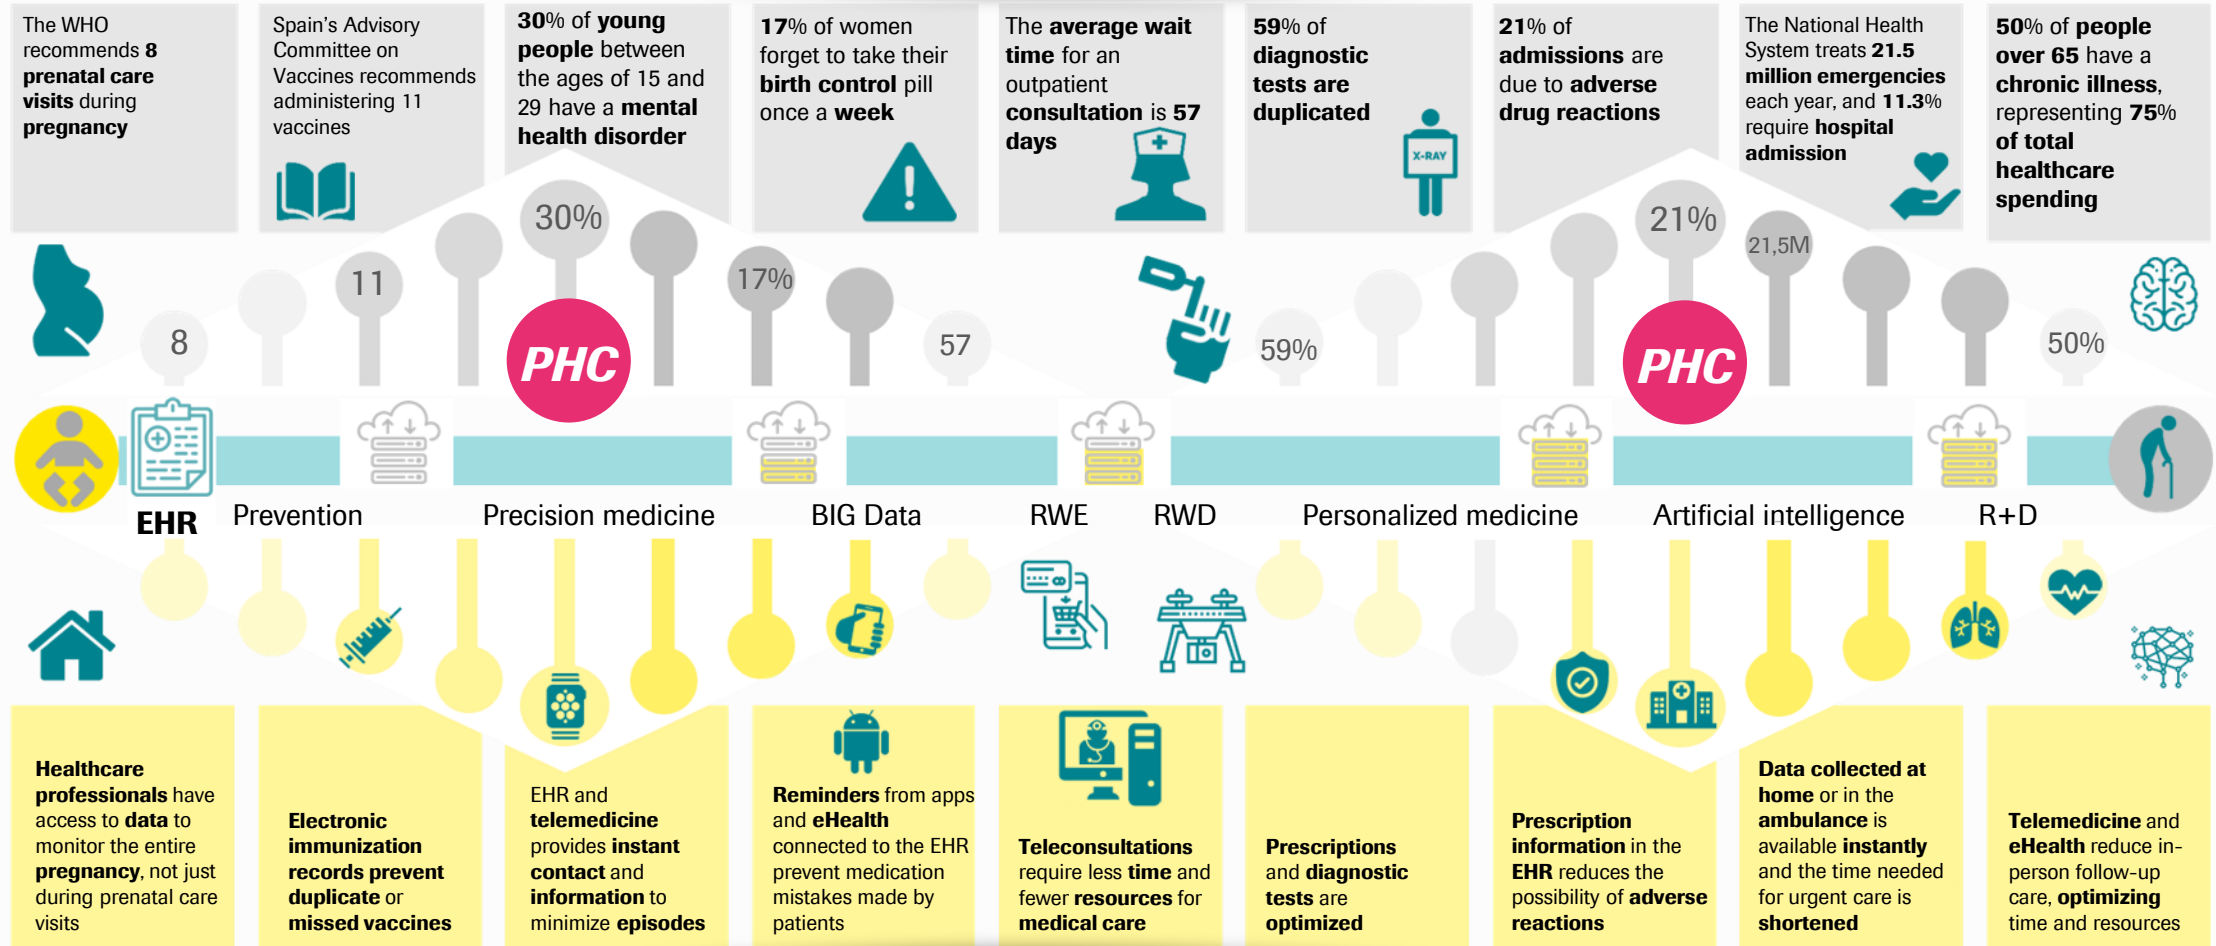 The WHO
recommends 8
prenatal care
visits during
pregnancy
Spain's Advisory
Committee on
Vaccines recommends
administering 11
vaccines
30% of young
people between
the ages of 15 and
29 have a mental
health disorder
17% of women
forget to take their
birth control pill
once a week
The average wait
time for an
outpatient
consultation is 57
days
59% of
diagnostic
tests are
duplicated
X-RAY
21% of
admissions are
due to adverse
drug reactions
The National Health
System treats 21.5
million emergencies
each year, and 11.3%
require hospital
admission
50% of people
over 65 have a
chronic illness,
representing 75%
of total
healthcare
spending
8
11
30%
17%
57
59%
21%
21,5M
50%
PHC
PHC
EHR
Prevention
Precision medicine
BIG Data
RWE
RWD
Personalized medicine
Artificial intelligence
R+D
Healthcare
professionals have
access to data to
monitor the entire
pregnancy, not just
during prenatal care
visits
Electronic
immunization
records prevent
duplicate or
missed vaccines
EHR and
telemedicine
provides instant
contact and
information to
minimize episodes
Reminders from apps
and eHealth
connected to the EHR
prevent medication
mistakes made by
patients
Teleconsultations
require less time and
fewer resources for
medical care
Prescriptions
and diagnostic
tests are
optimized
Prescription
information in the
EHR reduces the
possibility of adverse
reactions
Data collected at
home or in the
ambulance is
available instantly
and the time needed
for urgent care is
shortened
Telemedicine and
eHealth reduce in-
person follow-up
care, optimizing
time and resources